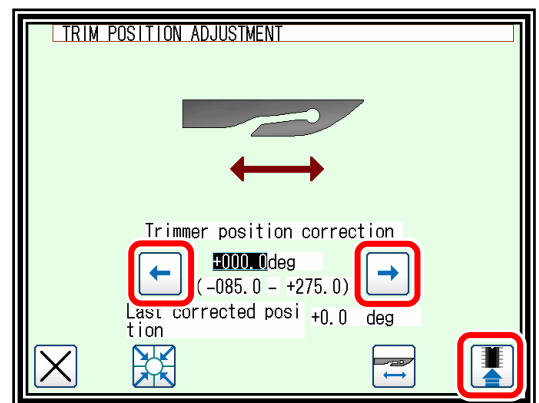 TRIM POSITION ADJUSTMENT
Trimmer position correction
+000.0deg
(-085.0 - +275.0)
Last corrected posi +0.0 deg
tion